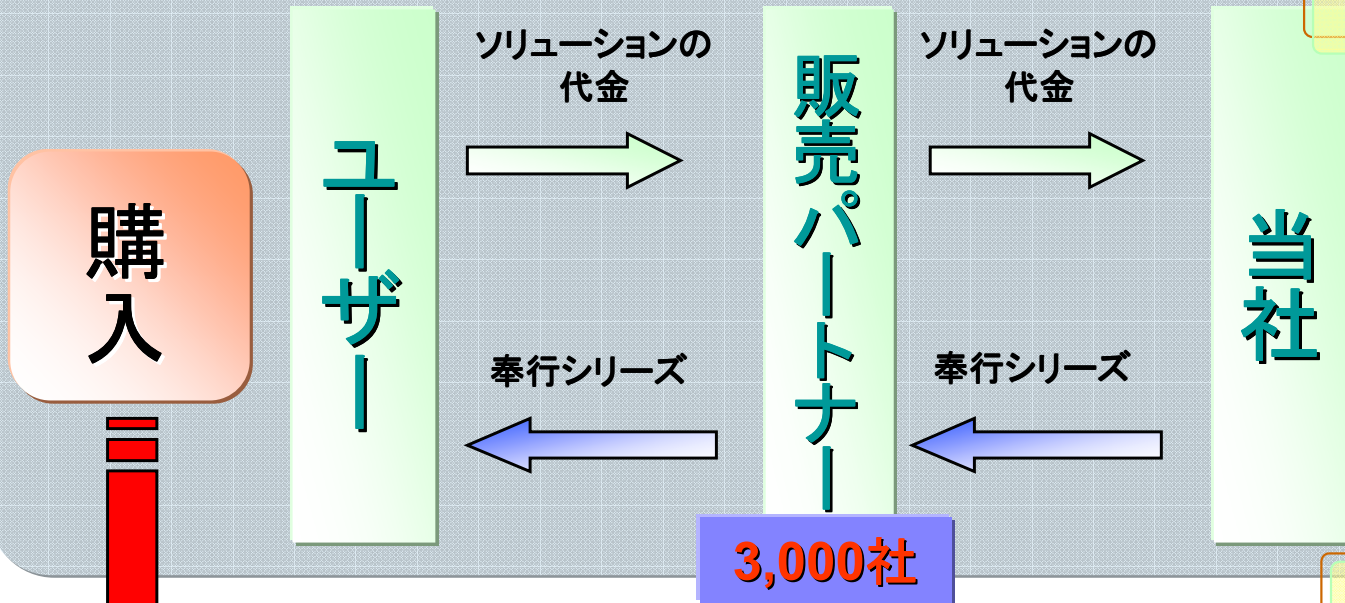 購入
ユーザー
ソリューションの
代金
奉行シリーズ
販売パートナー
3,000社
ソリューションの
代金
奉行シリーズ
当社